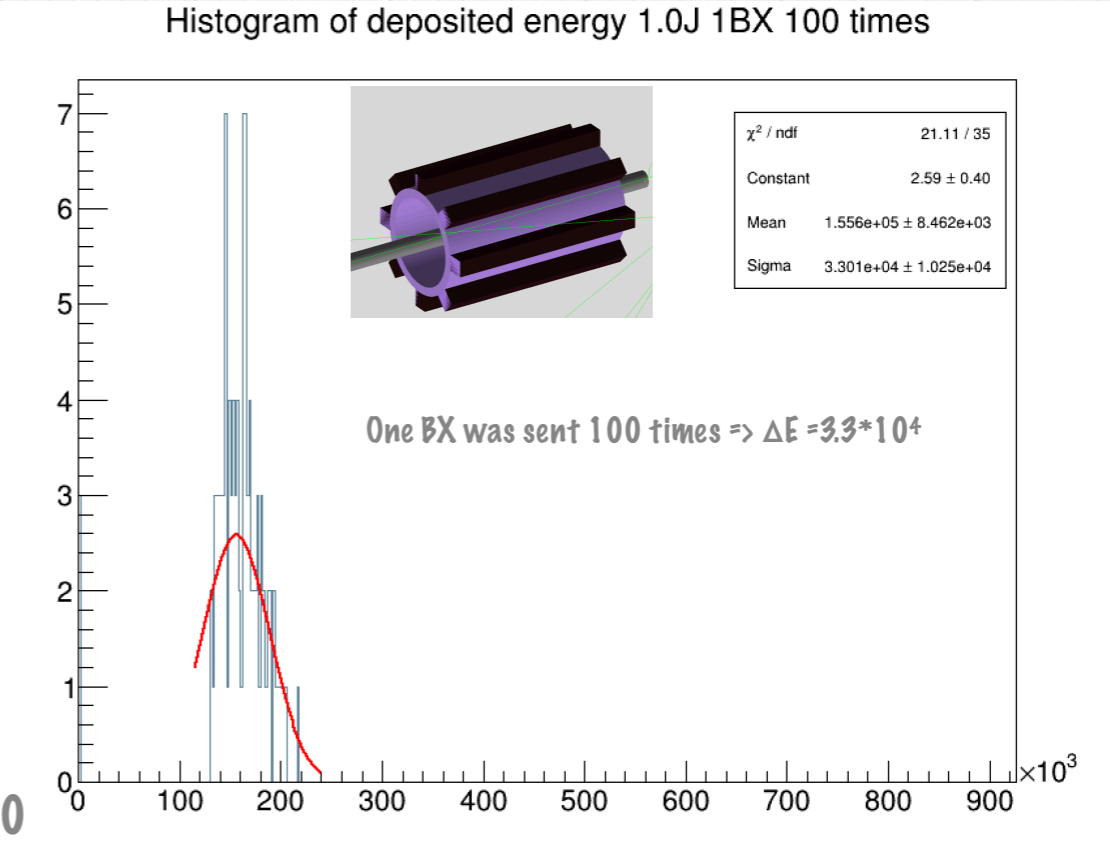 Histogram of deposited energy 1.0J 1BX 100 times
χ² / ndf 21.11 / 35
Constant 2.59 ± 0.40
Mean 1.556e+05 ± 8.462e+03
Sigma 3.301e+04 ± 1.025e+04
One BX was sent 100 times => ΔE =3.3*10⁴
7
6
5
4
3
2
1
0
0 100 200 300 400 500 600 700 800 900 ×10³
0